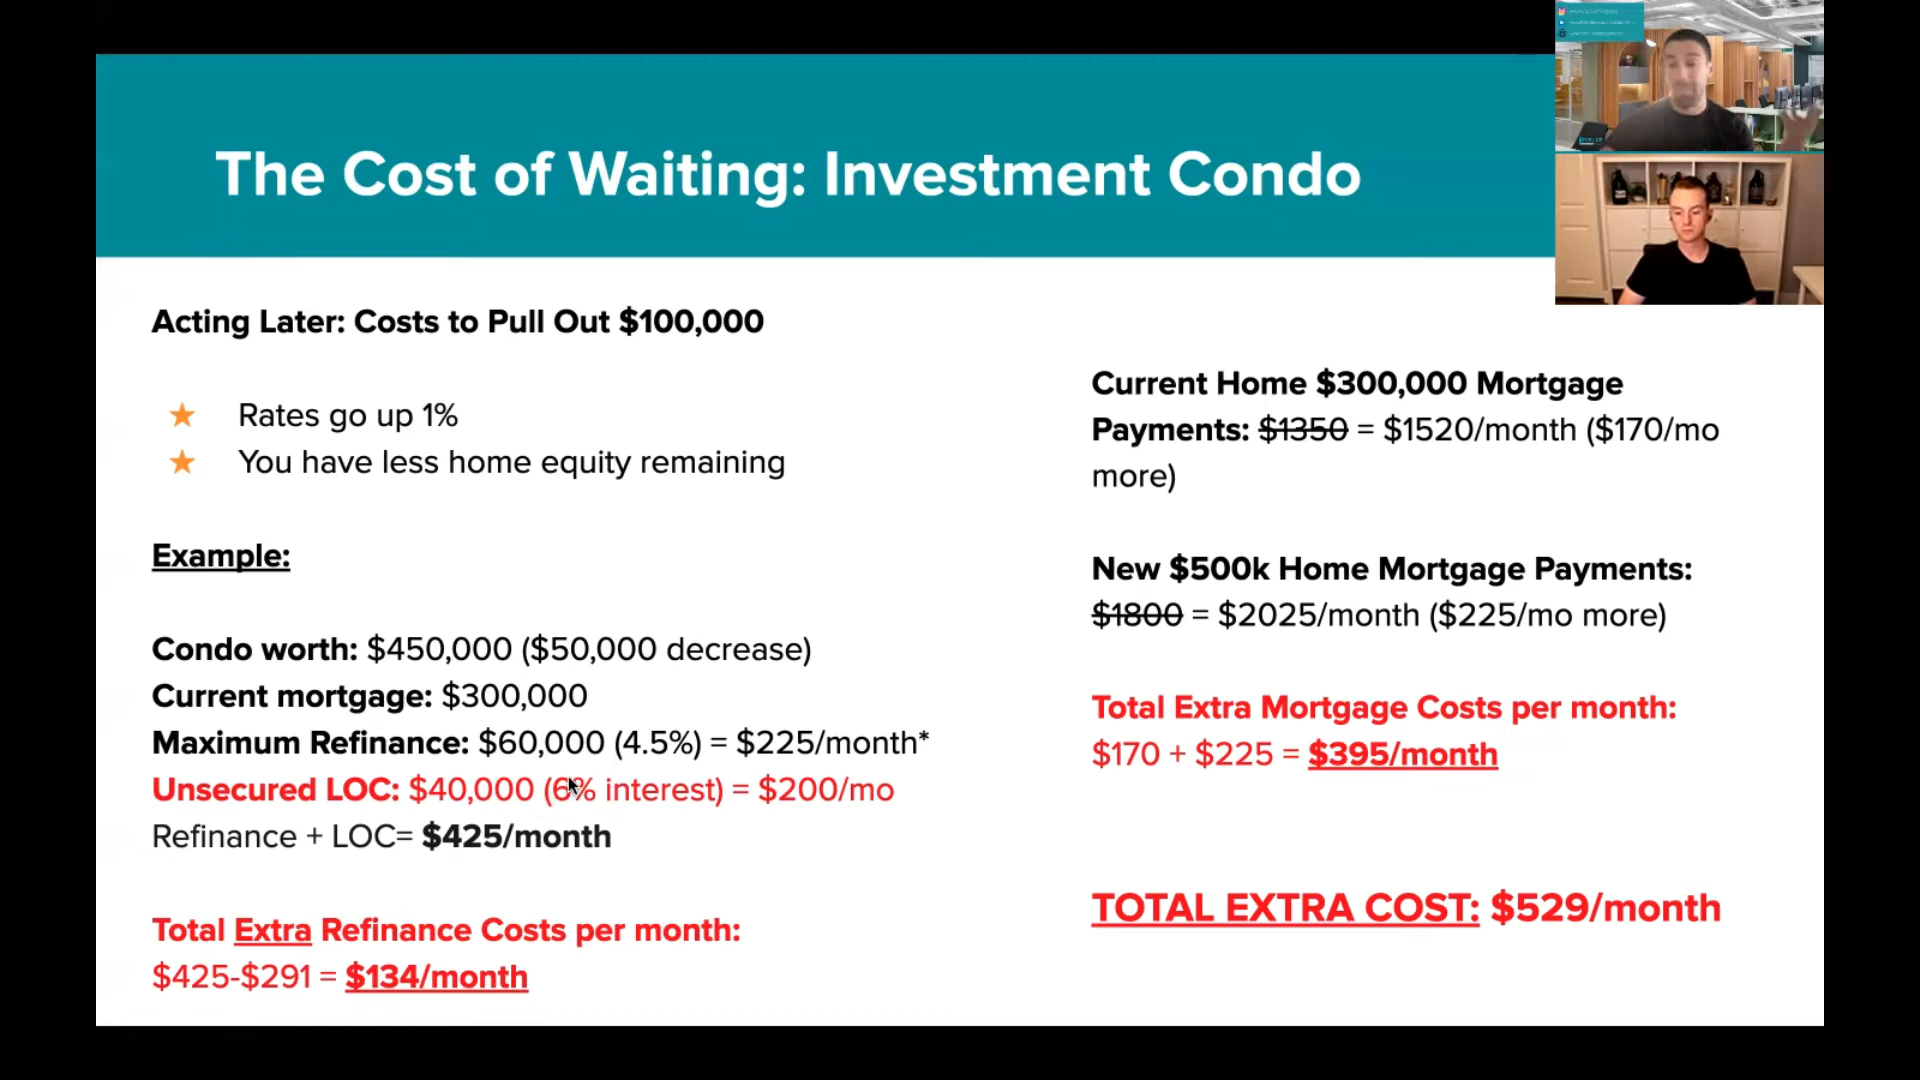 The Cost of Waiting: Investment Condo
Acting Later: Costs to Pull Out $100,000
★ Rates go up 1%
★ You have less home equity remaining
Example:
Condo worth: $450,000 ($50,000 decrease)
Current mortgage: $300,000
Maximum Refinance: $60,000 (4.5%) = $225/month*
Unsecured LOC: $40,000 (6% interest) = $200/mo
Refinance + LOC= $425/month
Total Extra Refinance Costs per month:
$425-$291 = $134/month
Current Home $300,000 Mortgage
Payments: $1350 = $1520/month ($170/mo
more)
New $500k Home Mortgage Payments:
$1800 = $2025/month ($225/mo more)
Total Extra Mortgage Costs per month:
$170 + $225 = $395/month
TOTAL EXTRA COST: $529/month